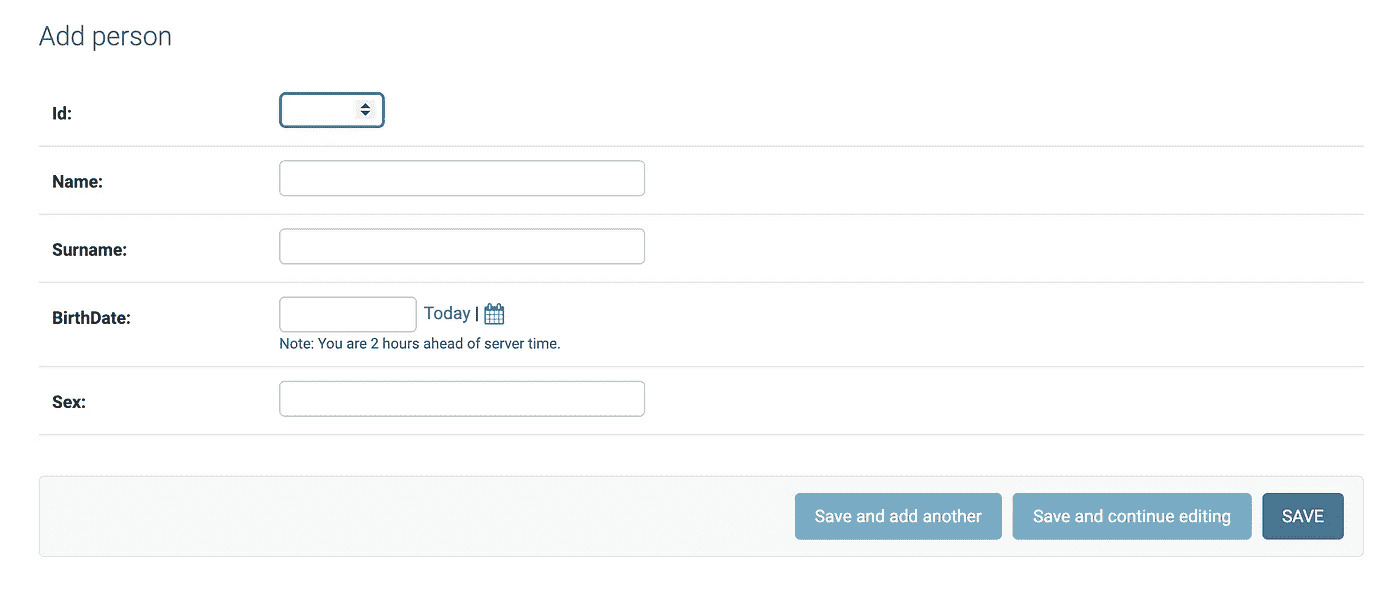 Add person
Id:
Name:
Surname:
BirthDate:
Today |
Note: You are 2 hours ahead of server time.
Sex:
Save and add another
Save and continue editing
SAVE